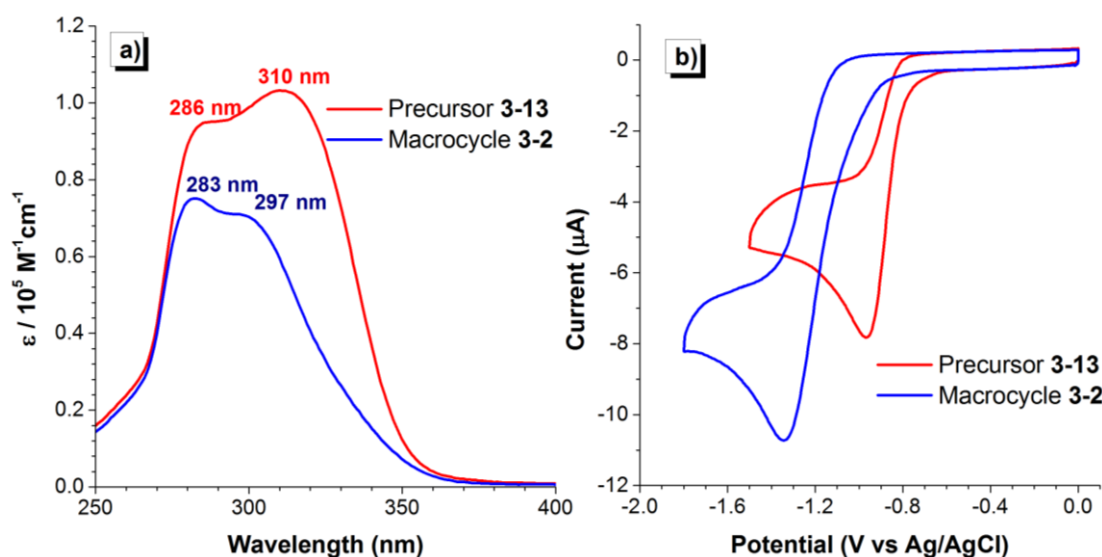 a)
310 nm
286 nm
Precursor 3-13
Macrocycle 3-2
283 nm
297 nm
ε / 10⁵ M⁻¹cm⁻¹
1.2
1.0
0.8
0.6
0.4
0.2
0.0
250 300 350 400
Wavelength (nm)
b)
Current (μA)
0
-2
-4
-6
-8
-10
-12
Precursor 3-13
Macrocycle 3-2
-2.0 -1.6 -1.2 -0.8 -0.4 0.0
Potential (V vs Ag/AgCl)